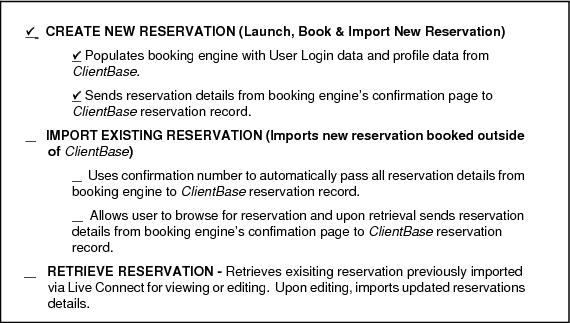 ✓ CREATE NEW RESERVATION (Launch, Book & Import New Reservation)
✓ Populates booking engine with User Login data and profile data from
ClientBase.
✓ Sends reservation details from booking engine's confirmation page to
ClientBase reservation record.
__ IMPORT EXISTING RESERVATION (Imports new reservation booked outside
of ClientBase)
__ Uses confirmation number to automatically pass all reservation details from
booking engine to ClientBase reservation record.
__ Allows user to browse for reservation and upon retrieval sends reservation
details from booking engine's confimation page to ClientBase reservation
record.
__ RETRIEVE RESERVATION - Retrieves exisiting reservation previously imported
via Live Connect for viewing or editing. Upon editing, imports updated reservations
details.